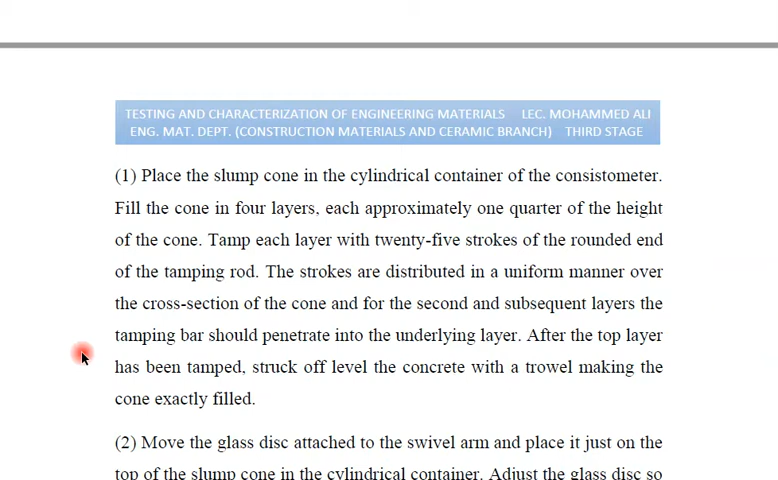 TESTING AND CHARACTERIZATION OF ENGINEERING MATERIALS LEC. MOHAMMED ALI
ENG. MAT. DEPT. (CONSTRUCTION MATERIALS AND CERAMIC BRANCH) THIRD STAGE
(1) Place the slump cone in the cylindrical container of the consistometer.
Fill the cone in four layers, each approximately one quarter of the height
of the cone. Tamp each layer with twenty-five strokes of the rounded end
of the tamping rod. The strokes are distributed in a uniform manner over
the cross-section of the cone and for the second and subsequent layers the
tamping bar should penetrate into the underlying layer. After the top layer
has been tamped, struck off level the concrete with a trowel making the
cone exactly filled.
(2) Move the glass disc attached to the swivel arm and place it just on the
top of the slump cone in the cylindrical container. Adjust the glass disc so